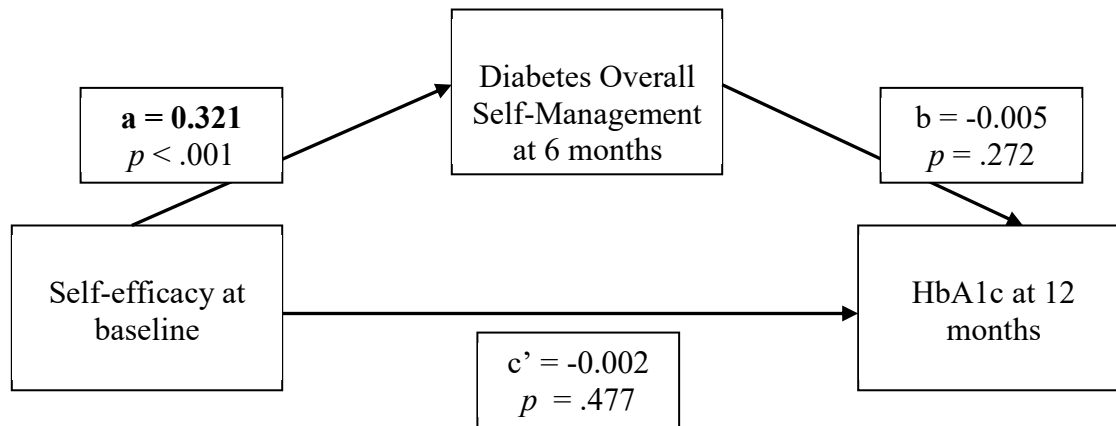 Diabetes Overall
Self-Management
at 6 months
a = 0.321
p < .001
b = -0.005
p = .272
Self-efficacy at
baseline
HbA1c at 12
months
c’ = -0.002
p  = .477